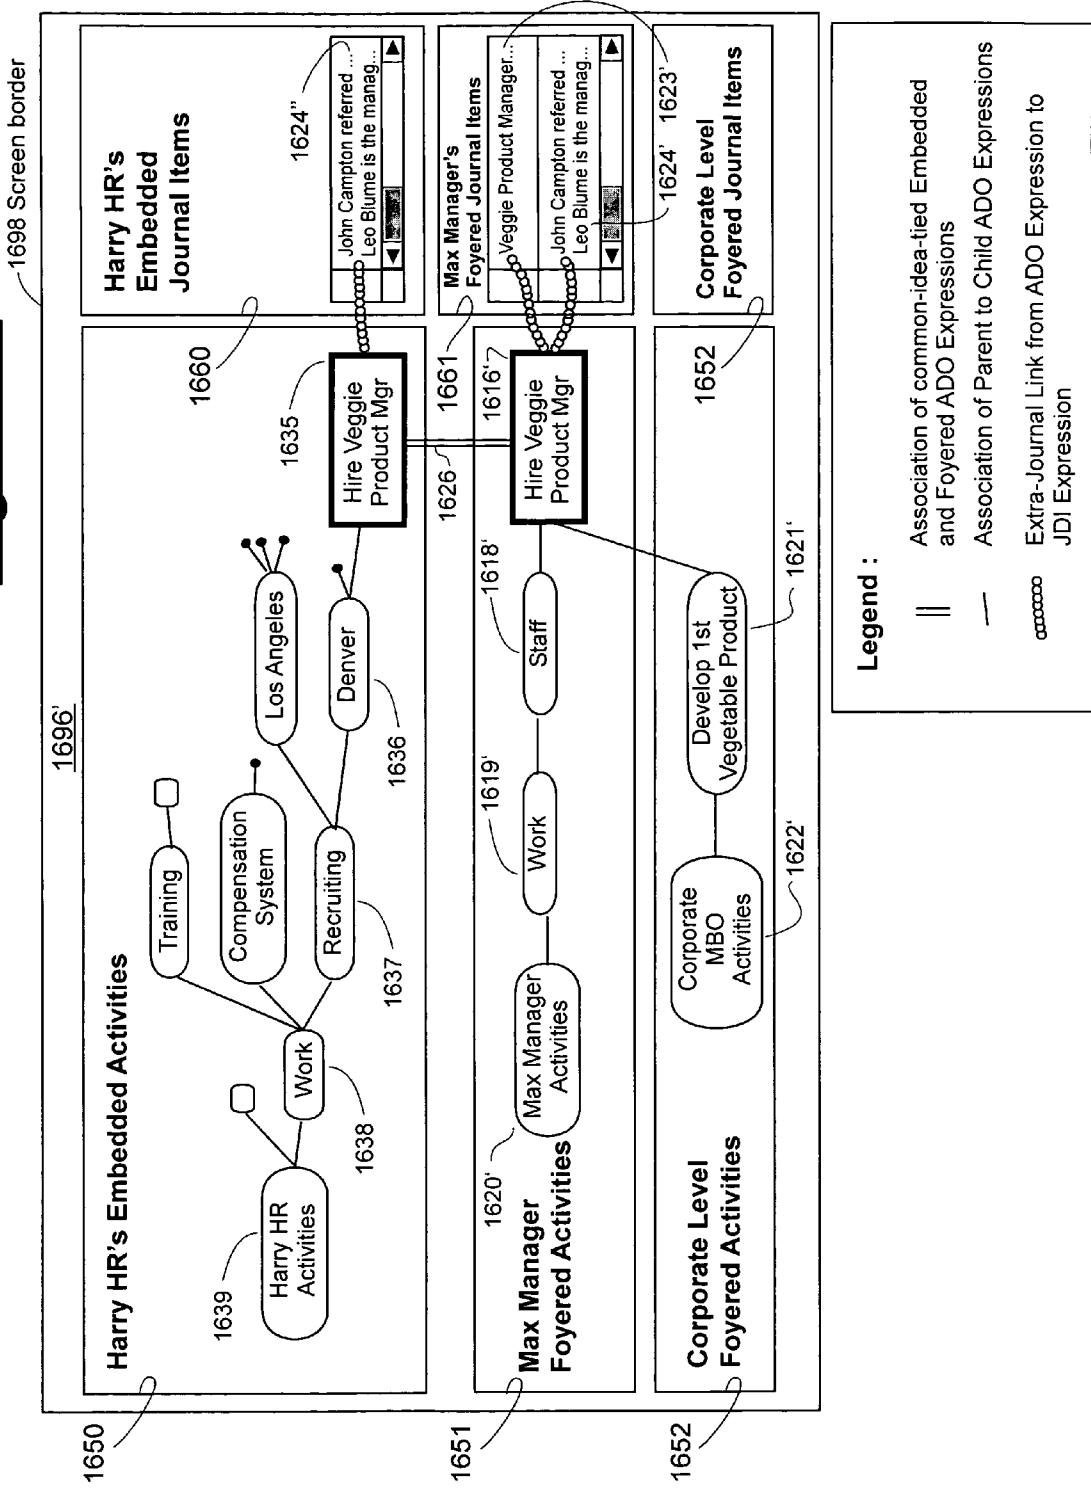 1698 Screen border
1696'
1650
Harry HR's Embedded Activities
1639
Harry HR
Activities
Work
1638
Training
Compensation
System
Recruiting
1637
Los Angeles
Denver
1636
1635
Hire Veggie
Product Mgr
1626
1660
Harry HR's
Embedded
Journal Items
1624"
John Campton referred ...
Leo Blume is the manag...
1651
Max Manager
Foyered Activities
1620'
Max Manager
Activities
1619'
Work
1618'
Staff
1616'
Hire Veggie
Product Mgr
1661
Max Manager's
Foyered Journal Items
Veggie Product Manager...
John Campton referred ...
Leo Blume is the manag...
1623'
1624'
1652
Corporate Level
Foyered Activities
Corporate
MBO
Activities
1622'
Develop 1st
Vegetable Product
1621'
1652
Corporate Level
Foyered Journal Items
Legend :
Association of common-idea-tied Embedded
and Foyered ADO Expressions
Association of Parent to Child ADO Expressions
Extra-Journal Link from ADO Expression to
JDI Expression